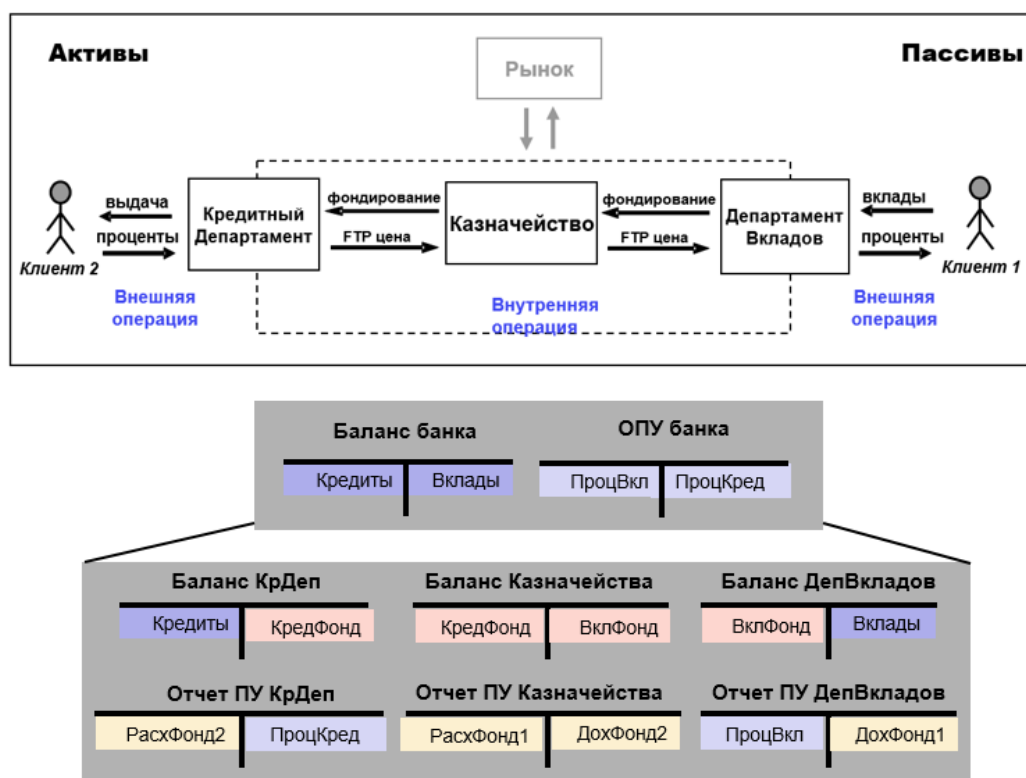 Активы
Пассивы
Рынок
выдача
проценты
Клиент 2
Кредитный
Департамент
фондирование
FTP цена
Казначейство
фондирование
FTP цена
Департамент
Вкладов
вклады
проценты
Клиент 1
Внешняя
операция
Внутренняя
операция
Внешняя
операция
Баланс банка
ОПУ банка
Кредиты
Вклады
ПроцВкл
ПроцКред
Баланс КрДеп
Баланс Казначейства
Баланс ДепВкладов
Кредиты
КредФонд
КредФонд
ВклФонд
ВклФонд
Вклады
Отчет ПУ КрДеп
Отчет ПУ Казначейства
Отчет ПУ ДепВкладов
РасхФонд2
ПроцКред
РасхФонд1
ДохФонд2
ПроцВкл
ДохФонд1